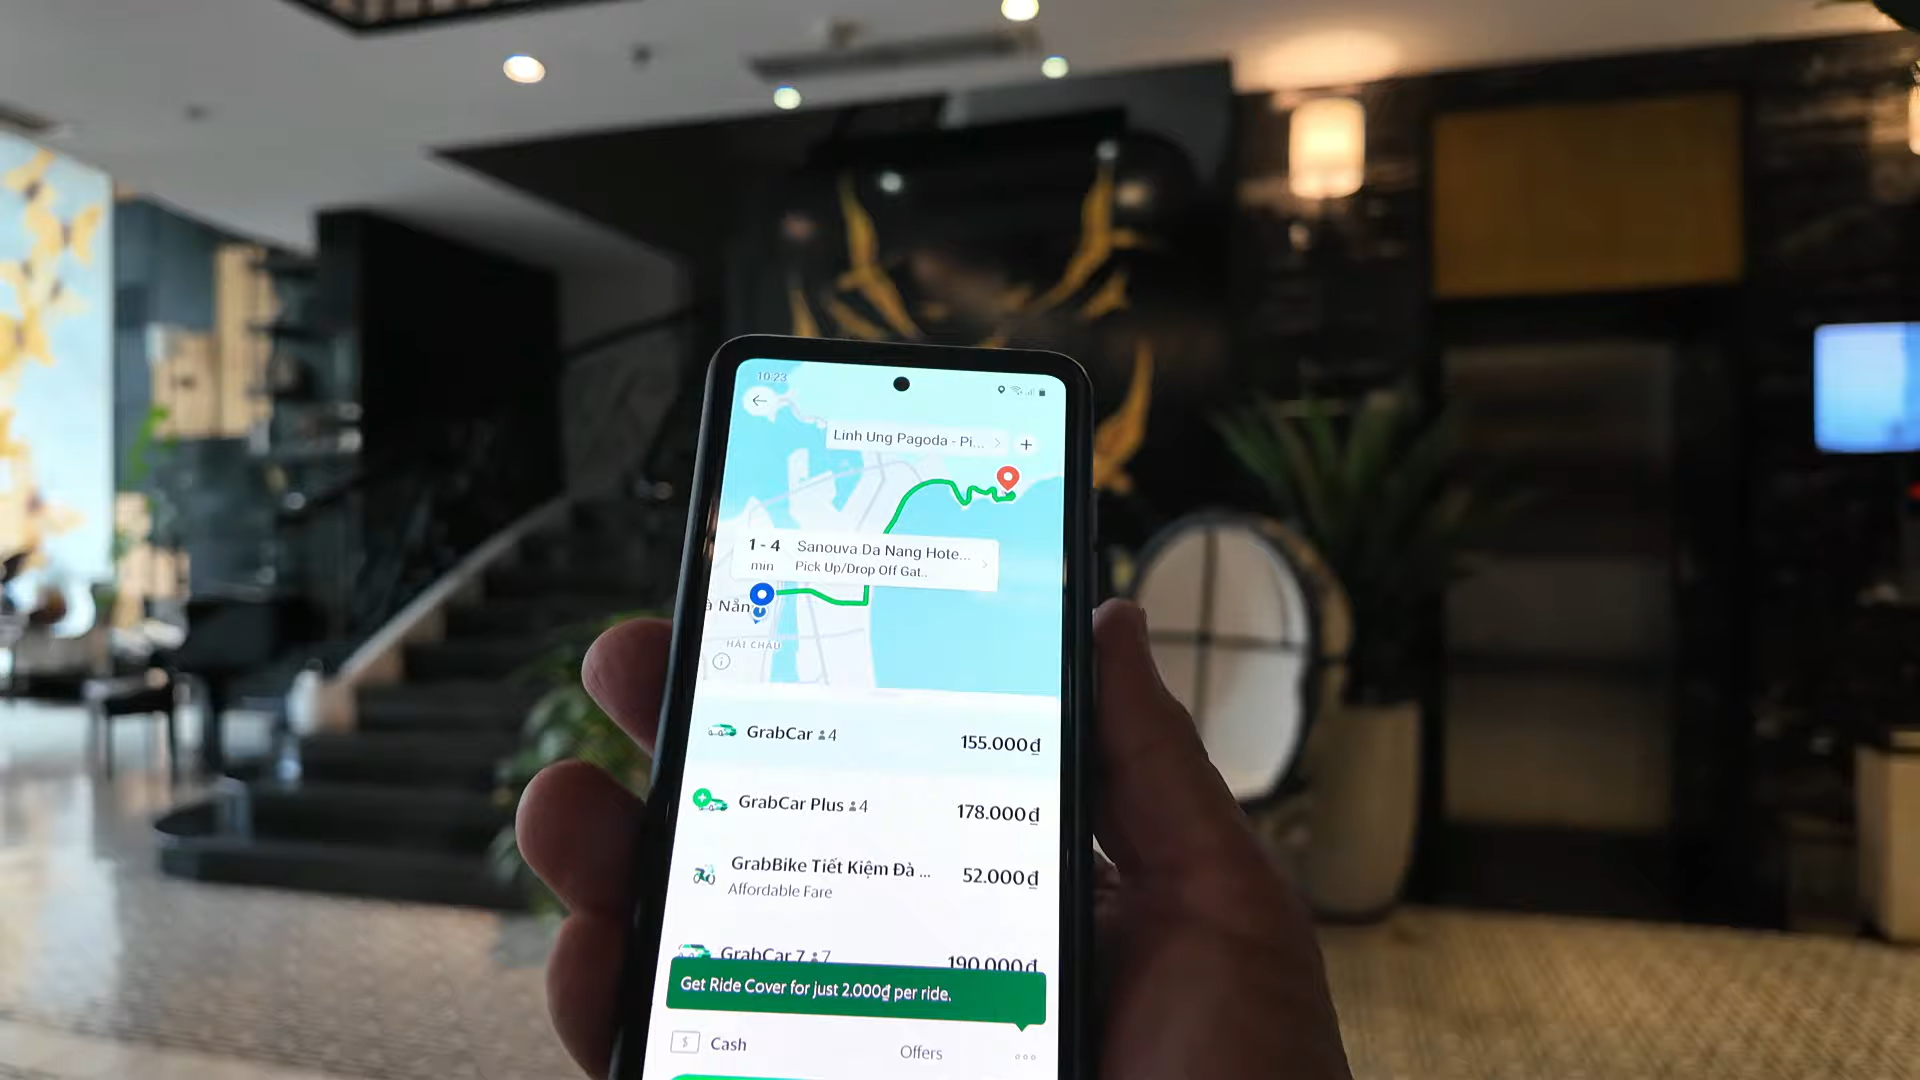 10:23
Linh Ung Pagoda - Pi...
1 - 4
min
Sanouva Da Nang Hote...
Pick Up/Drop Off Gat..
à Nẵn
HẢI CHÂU
GrabCar 4
155.000₫
GrabCar Plus 4
178.000₫
GrabBike Tiết Kiệm Đà ...
52.000₫
Affordable Fare
GrabCar 7 7
190.000₫
Get Ride Cover for just 2.000₫ per ride.
Cash
Offers